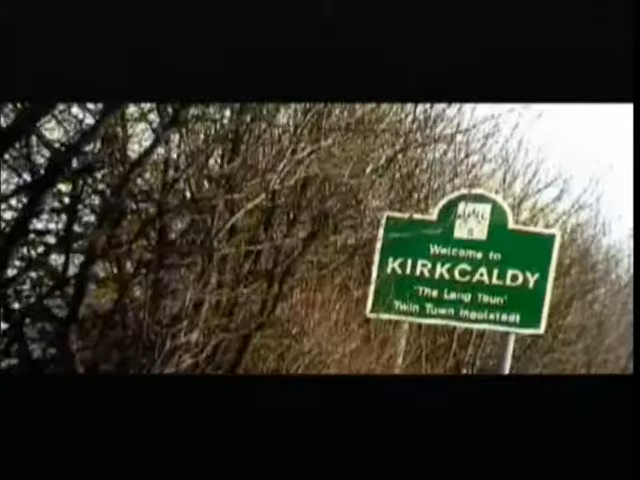 Welcome to
KIRKCALDY
'The Lang Toun'
Twin Town Ingolstadt